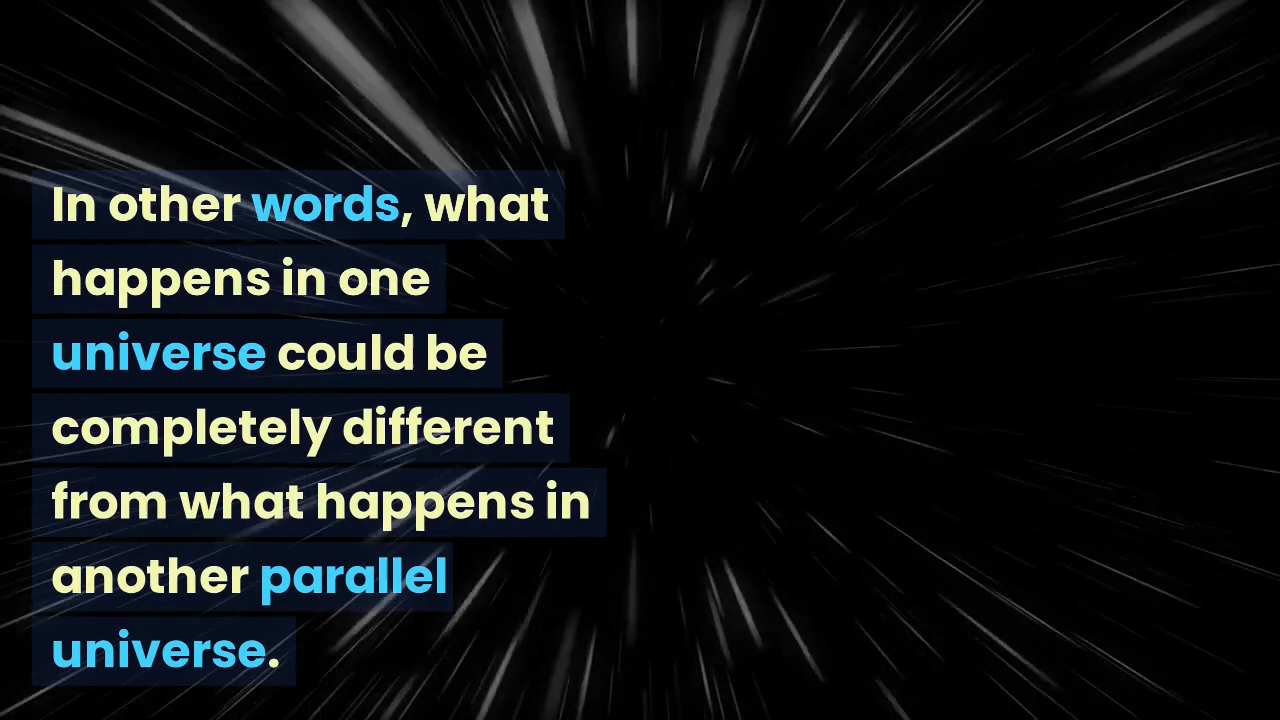 In other words, what
happens in one
universe could be
completely different
from what happens in
another parallel
universe.